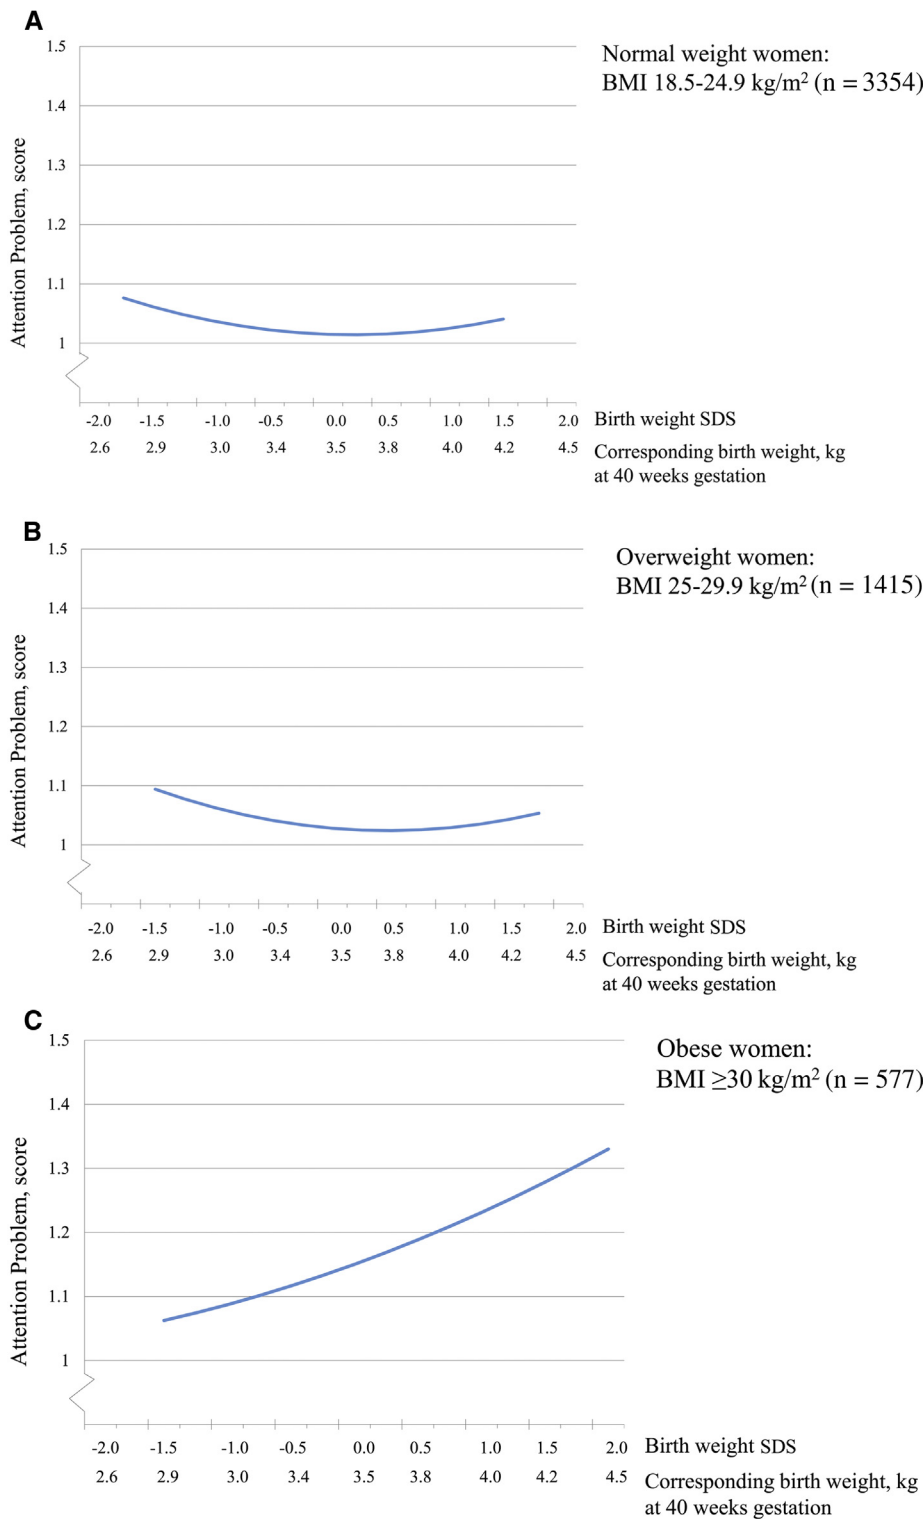 A
1.5
Normal weight women:
BMI 18.5-24.9 kg/m² (n = 3354)
1.4
1.3
1.2
1.1
1
Attention Problem, score
-2.0 -1.5 -1.0 -0.5 0.0 0.5 1.0 1.5 2.0 Birth weight SDS
2.6 2.9 3.0 3.4 3.5 3.8 4.0 4.2 4.5 Corresponding birth weight, kg
at 40 weeks gestation
B
1.5
Overweight women:
BMI 25-29.9 kg/m² (n = 1415)
1.4
1.3
1.2
1.1
1
Attention Problem, score
-2.0 -1.5 -1.0 -0.5 0.0 0.5 1.0 1.5 2.0 Birth weight SDS
2.6 2.9 3.0 3.4 3.5 3.8 4.0 4.2 4.5 Corresponding birth weight, kg
at 40 weeks gestation
C
1.5
Obese women:
BMI ≥30 kg/m² (n = 577)
1.4
1.3
1.2
1.1
1
Attention Problem, score
-2.0 -1.5 -1.0 -0.5 0.0 0.5 1.0 1.5 2.0 Birth weight SDS
2.6 2.9 3.0 3.4 3.5 3.8 4.0 4.2 4.5 Corresponding birth weight, kg
at 40 weeks gestation